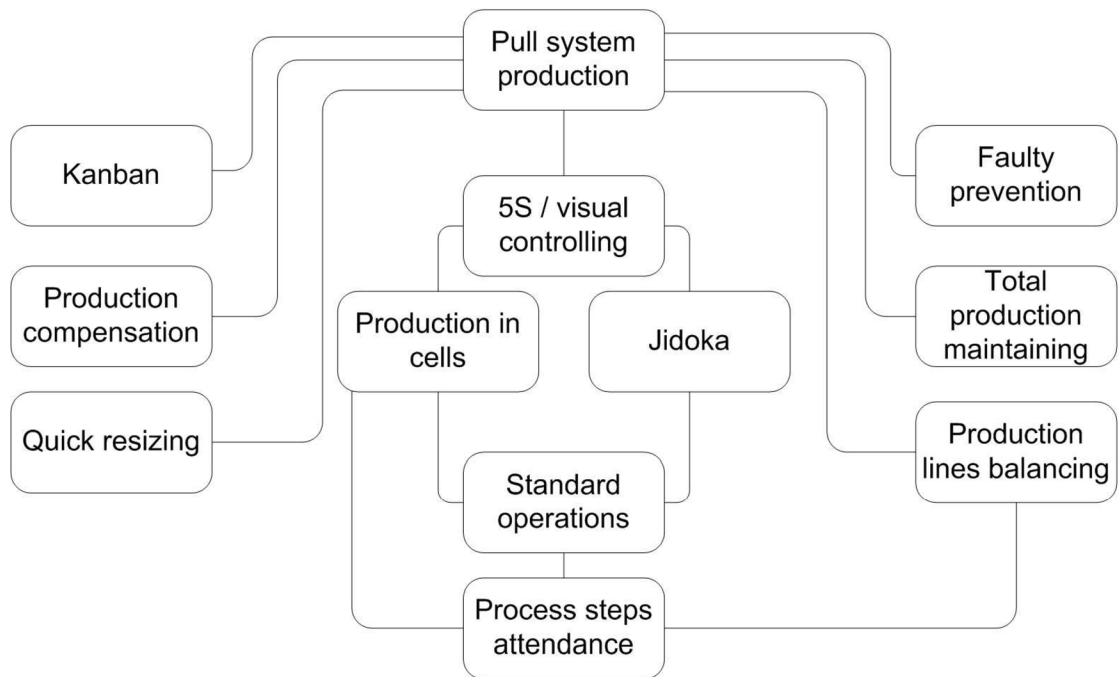 Pull system
production
Kanban
Faulty
prevention
5S / visual
controlling
Production
compensation
Total
production
maintaining
Production in
cells
Jidoka
Quick resizing
Production
lines balancing
Standard
operations
Process steps
attendance